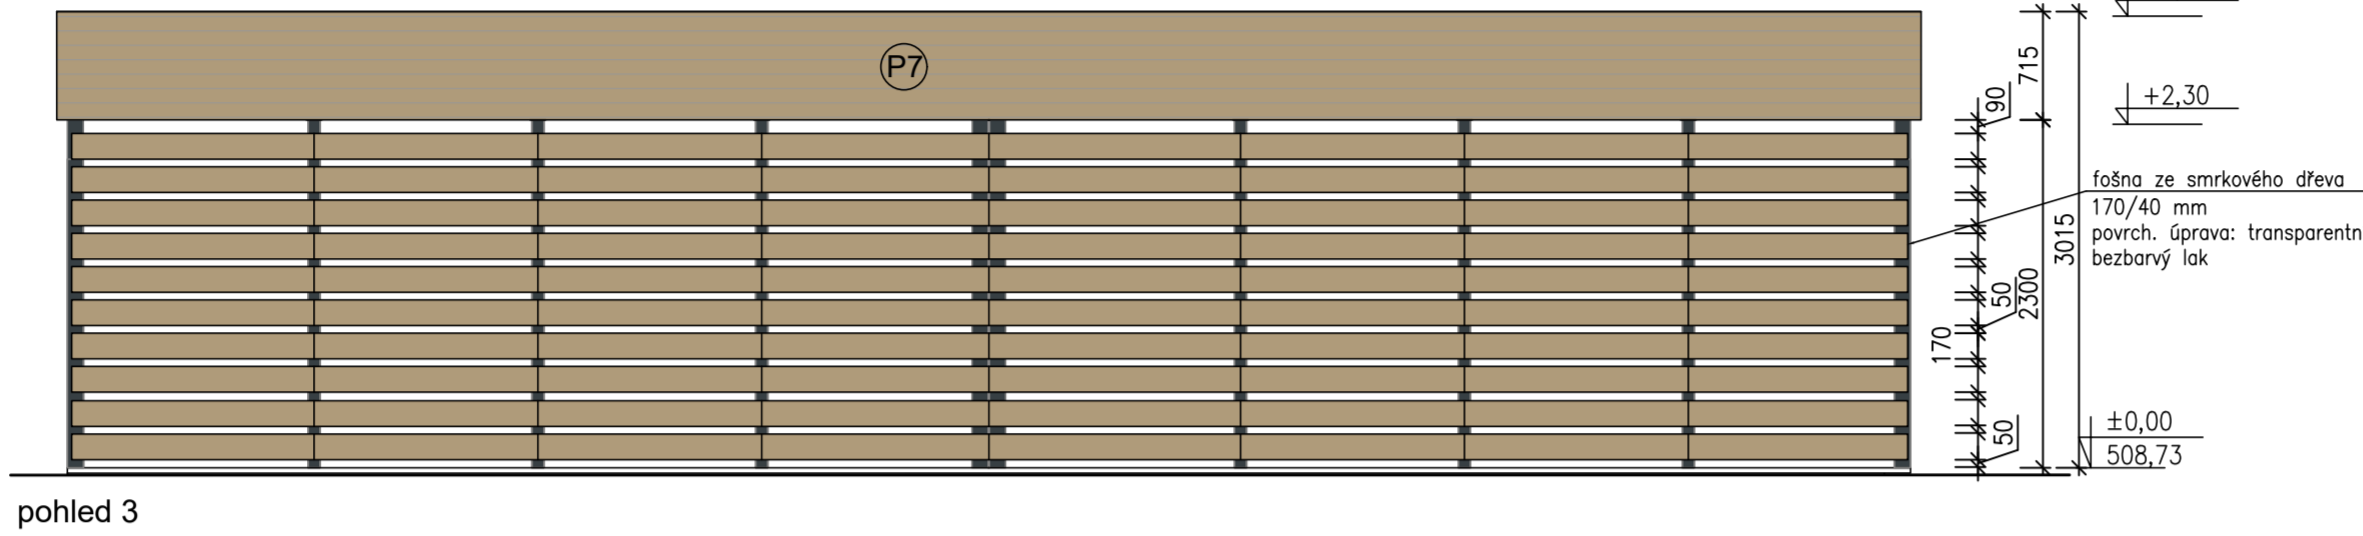 P7
715
90
+2,30
fošna ze smrkového dřeva
170/40 mm
povrch. úprava: transparentn
bezbarvý lak
3015
2300
50
170
50
±0,00
508,73
pohled 3